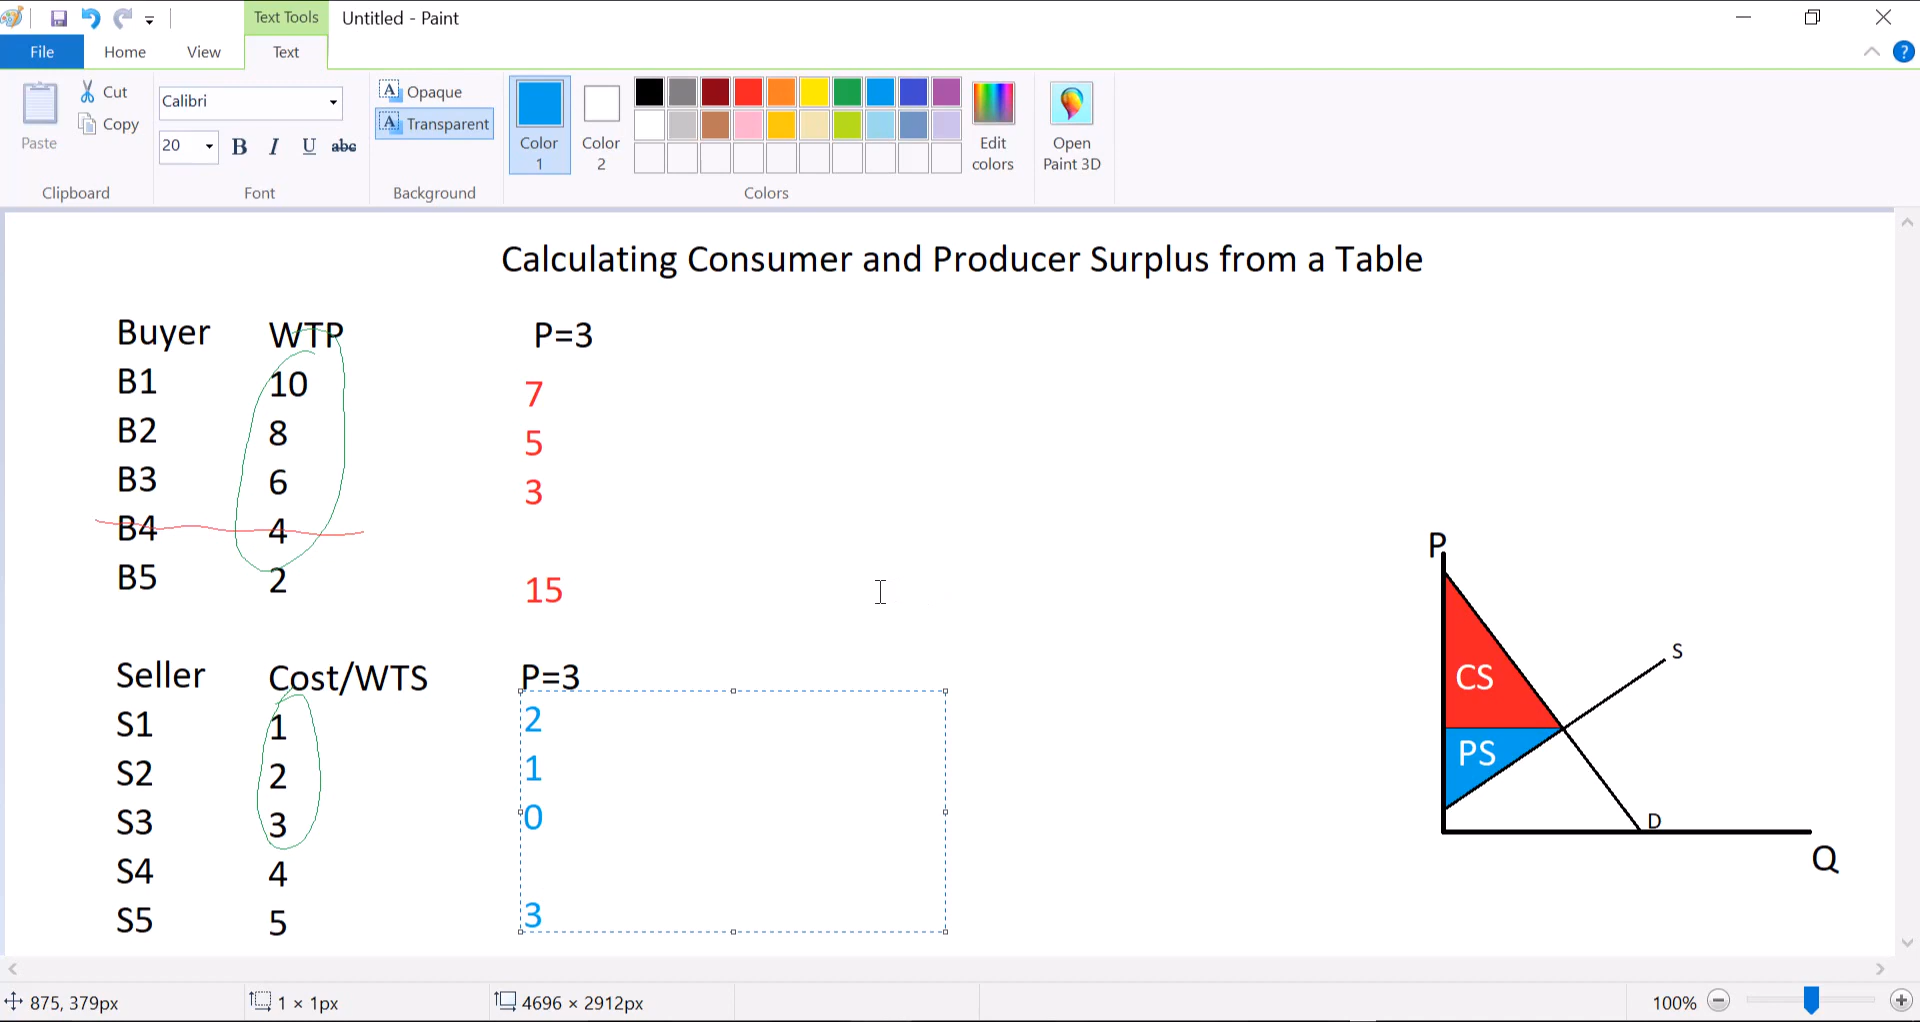 Text Tools Untitled - Paint
File Home View Text
Paste Cut Copy
Clipboard
Calibri
20 B I U abc
Font
Opaque
Transparent
Background
Color 1 Color 2 Edit colors
Colors
Open Paint 3D
Calculating Consumer and Producer Surplus from a Table
Buyer WTP P=3
B1 10 7
B2 8 5
B3 6 3
B4 4
B5 2 15
Seller Cost/WTS P=3
S1 1 2
S2 2 1
S3 3 0
S4 4
S5 5 3
P
S
CS
PS
D
Q
875, 379px 1 × 1px 4696 × 2912px 100%